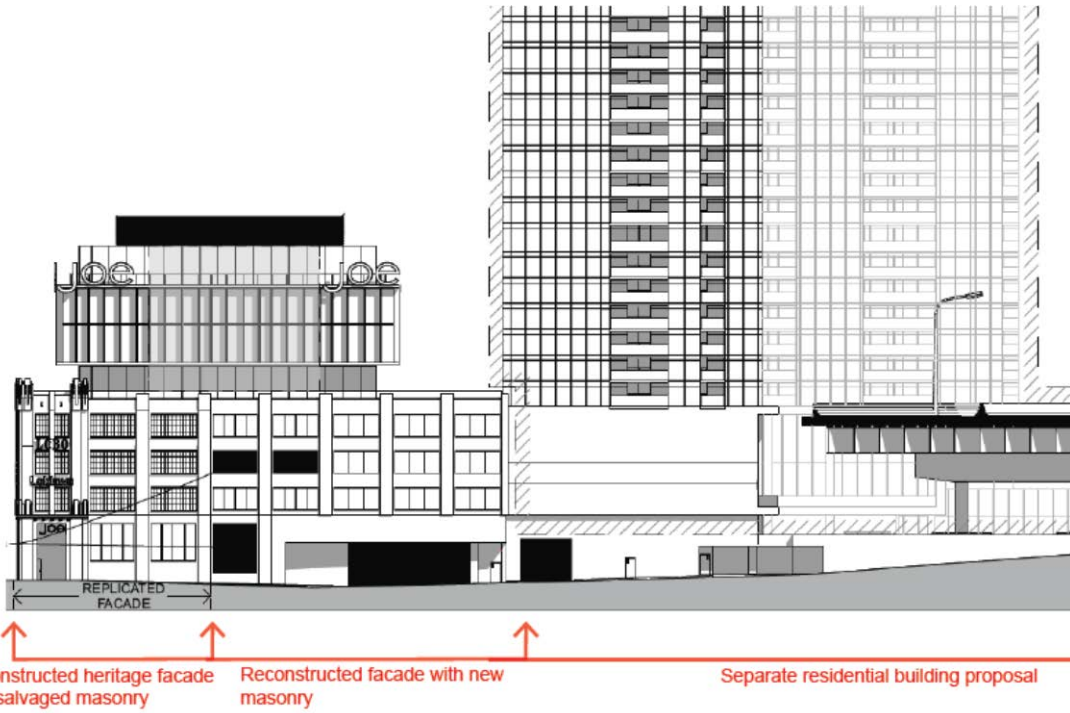 Joe Joe
JOE
REPLICATED
FACADE
nstructed heritage facade
salvaged masonry
Reconstructed facade with new
masonry
Separate residential building proposal